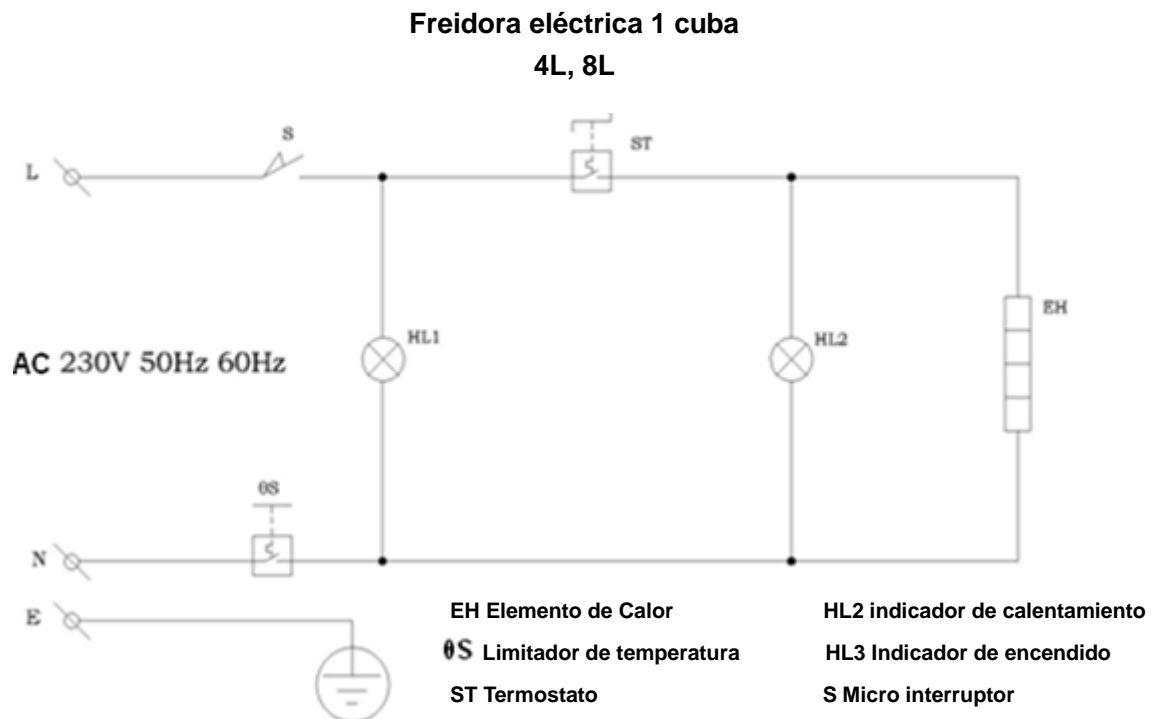 Freidora eléctrica 1 cuba
4L, 8L
S
ST
L
HL1
HL2
EH
AC 230V 50Hz 60Hz
θS
N
E
EH Elemento de Calor
HL2 indicador de calentamiento
θS Limitador de temperatura
HL3 Indicador de encendido
ST Termostato
S Micro interruptor